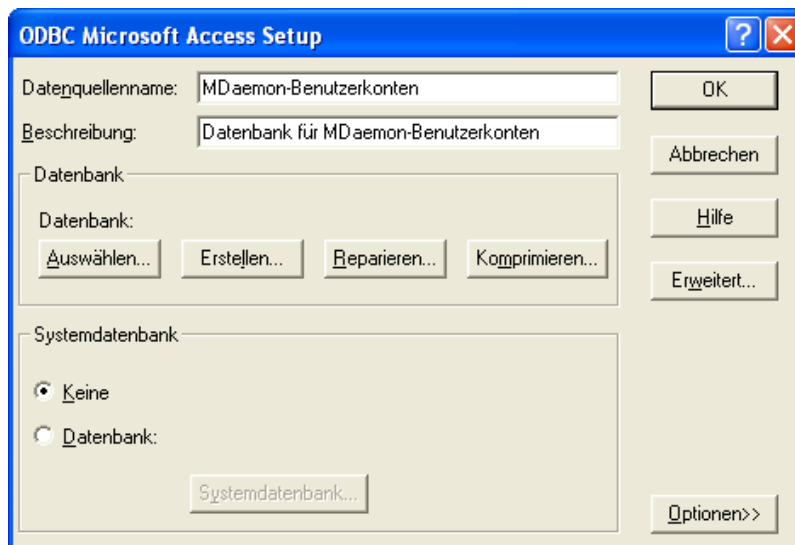 ODBC Microsoft Access Setup
Datenquellenname: MDaemon-Benutzerkonten
OK
Beschreibung: Datenbank für MDaemon-Benutzerkonten
Abbrechen
Datenbank
Datenbank:
Hilfe
Auswählen... Erstellen... Reparieren... Komprimieren...
Erweitert...
Systemdatenbank
Keine
Datenbank:
Systemdatenbank...
Optionen>>